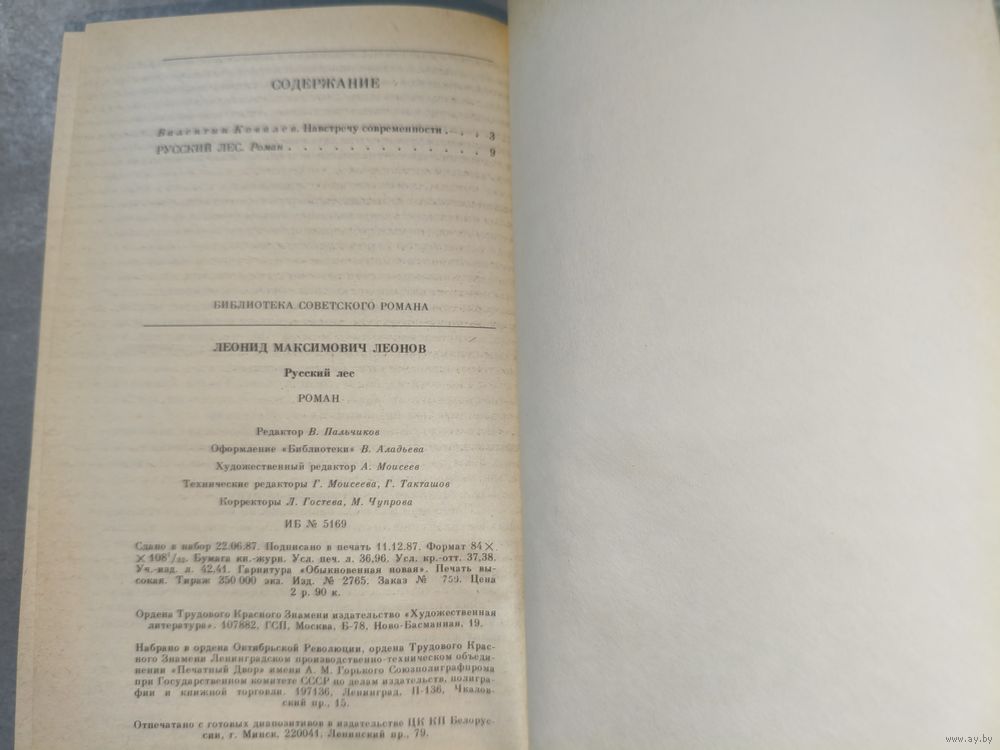 СОДЕРЖАНИЕ
Валентин Ковалев. Навстречу современности . . . . 3
РУССКИЙ ЛЕС. Роман . . . . . . . . . . . . . 9
БИБЛИОТЕКА СОВЕТСКОГО РОМАНА
ЛЕОНИД МАКСИМОВИЧ ЛЕОНОВ
Русский лес
РОМАН
Редактор В. Пальчиков
Оформление «Библиотеки» В. Аладьева
Художественный редактор А. Моисеев
Технические редакторы Г. Моисеева, Г. Такташов
Корректоры Л. Гостева, М. Чупрова
ИБ № 5169
Сдано в набор 22.06.87. Подписано в печать 11.12.87. Формат 84×
×108¹/₃₂. Бумага кн.-журн. Усл. печ. л. 36,96. Усл. кр.-отт. 37,38.
Уч.-изд. л. 42,41. Гарнитура «Обыкновенная новая». Печать вы-
сокая. Тираж 350 000 экз. Изд. № 2765. Заказ № 759. Цена
2 р. 90 к.
Ордена Трудового Красного Знамени издательство «Художественная
литература». 107882, ГСП, Москва, Б-78, Ново-Басманная, 19.
Набрано в ордена Октябрьской Революции, ордена Трудового Крас-
ного Знамени Ленинградском производственно-техническом объеди-
нении «Печатный Двор» имени А. М. Горького Союзполиграфпрома
при Государственном комитете СССР по делам издательств, полигра-
фии и книжной торговли. 197136, Ленинград, П-136, Чкалов-
ский пр., 15.
Отпечатано с готовых диапозитивов в издательстве ЦК КП Белорус-
сии, г. Минск, 220041, Ленинский пр., 79.
© www.ay.by